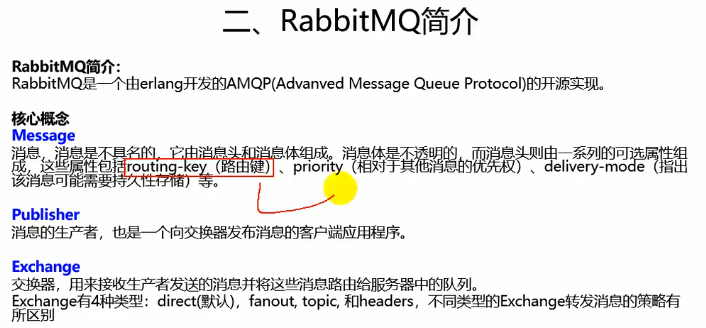 二、RabbitMQ简介
RabbitMQ简介：
RabbitMQ是一个由erlang开发的AMQP(Advanved Message Queue Protocol)的开源实现。
核心概念
Message
消息，消息是不具名的，它由消息头和消息体组成。消息体是不透明的，而消息头则由一系列的可选属性组
成，这些属性包括routing-key（路由键）、priority（相对于其他消息的优先权）、delivery-mode（指出
该消息可能需要持久性存储）等。
Publisher
消息的生产者，也是一个向交换器发布消息的客户端应用程序。
Exchange
交换器，用来接收生产者发送的消息并将这些消息路由给服务器中的队列。
Exchange有4种类型：direct(默认)，fanout, topic, 和headers，不同类型的Exchange转发消息的策略有
所区别